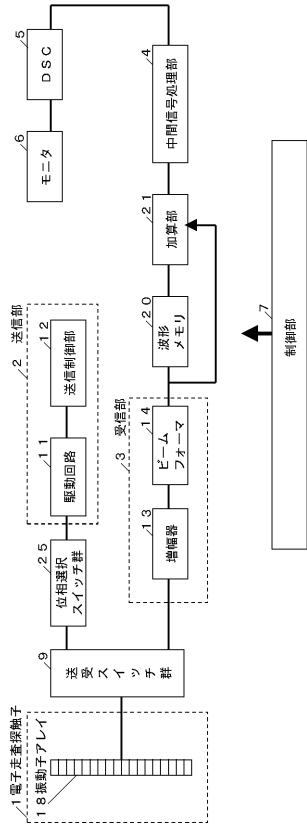 1電子走査探触子
18振動子アレイ
9
送受スイッチ群
25
位相選択
スイッチ群
2
送信部
11
駆動回路
12
送信制御部
3
受信部
13
増幅器
14
ビーム
フォーマ
20
波形
メモリ
21
加算部
4
中間信号処理部
5
DSC
6
モニタ
7
制御部